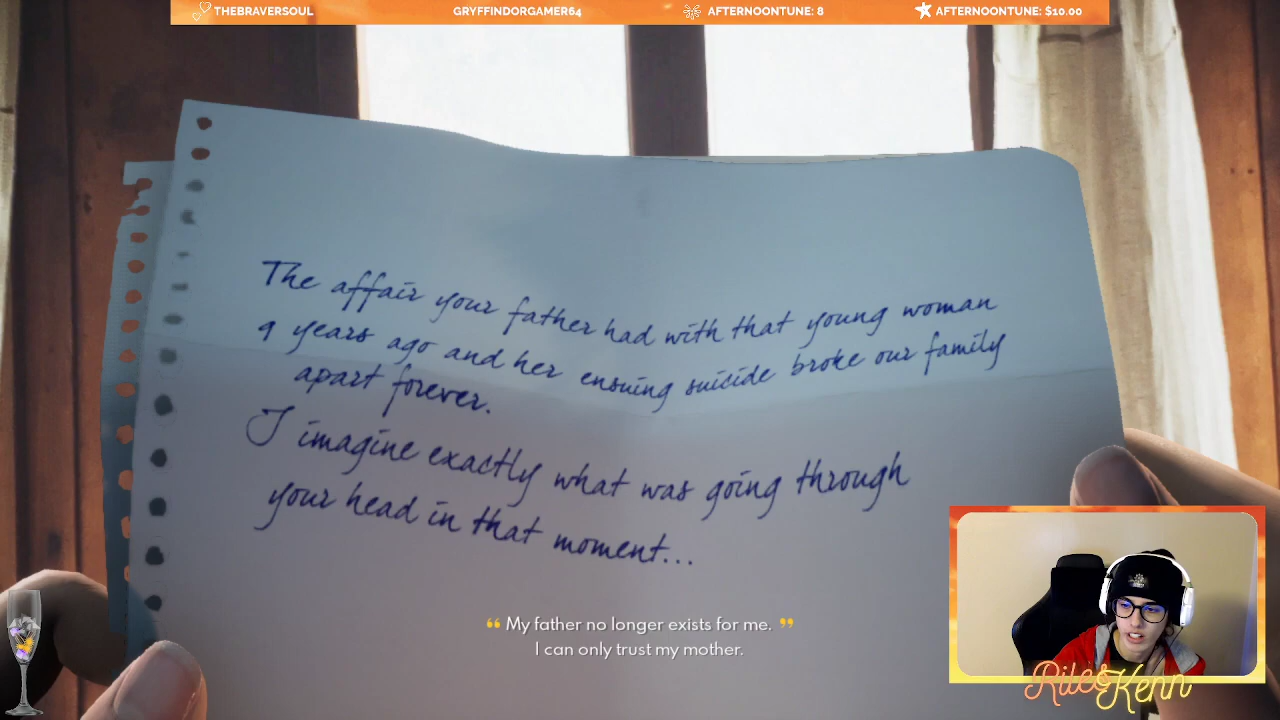 THEBRAVERSOUL GRYFFINDORGAMER64 AFTERNOONTUNE: 8 AFTERNOONTUNE: $10.00
The affair your father had with that young woman
9 years ago and her ensuing suicide broke our family
apart forever.
I imagine exactly what was going through
your head in that moment...
“ My father no longer exists for me. ”
I can only trust my mother.
Riles Kenn